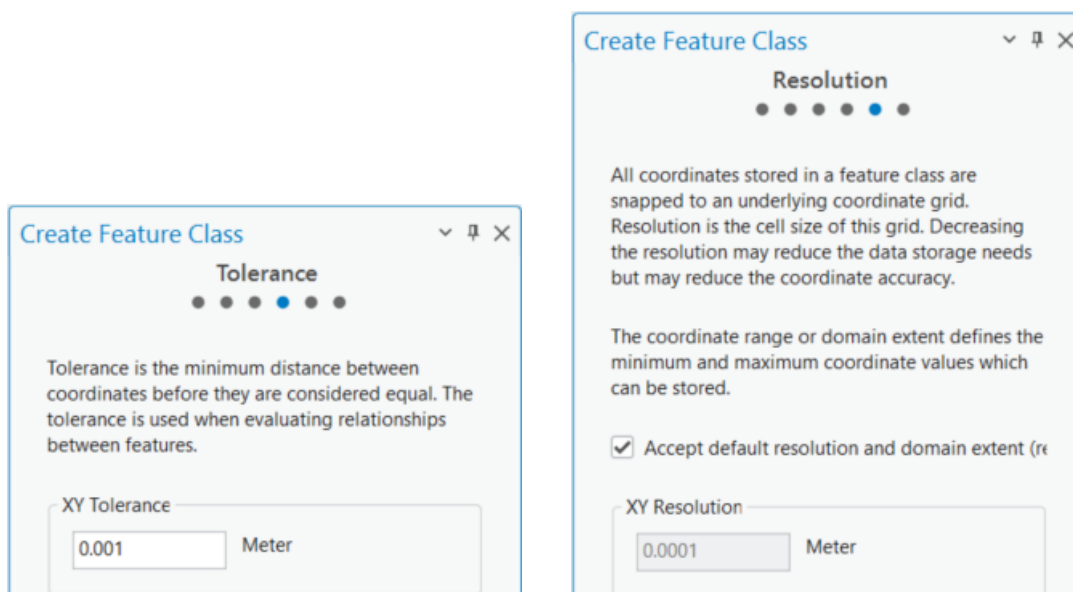 Create Feature Class
Tolerance
Tolerance is the minimum distance between
coordinates before they are considered equal. The
tolerance is used when evaluating relationships
between features.
XY Tolerance
0.001 Meter
Create Feature Class
Resolution
All coordinates stored in a feature class are
snapped to an underlying coordinate grid.
Resolution is the cell size of this grid. Decreasing
the resolution may reduce the data storage needs
but may reduce the coordinate accuracy.
The coordinate range or domain extent defines the
minimum and maximum coordinate values which
can be stored.
Accept default resolution and domain extent (re
XY Resolution
0.0001 Meter